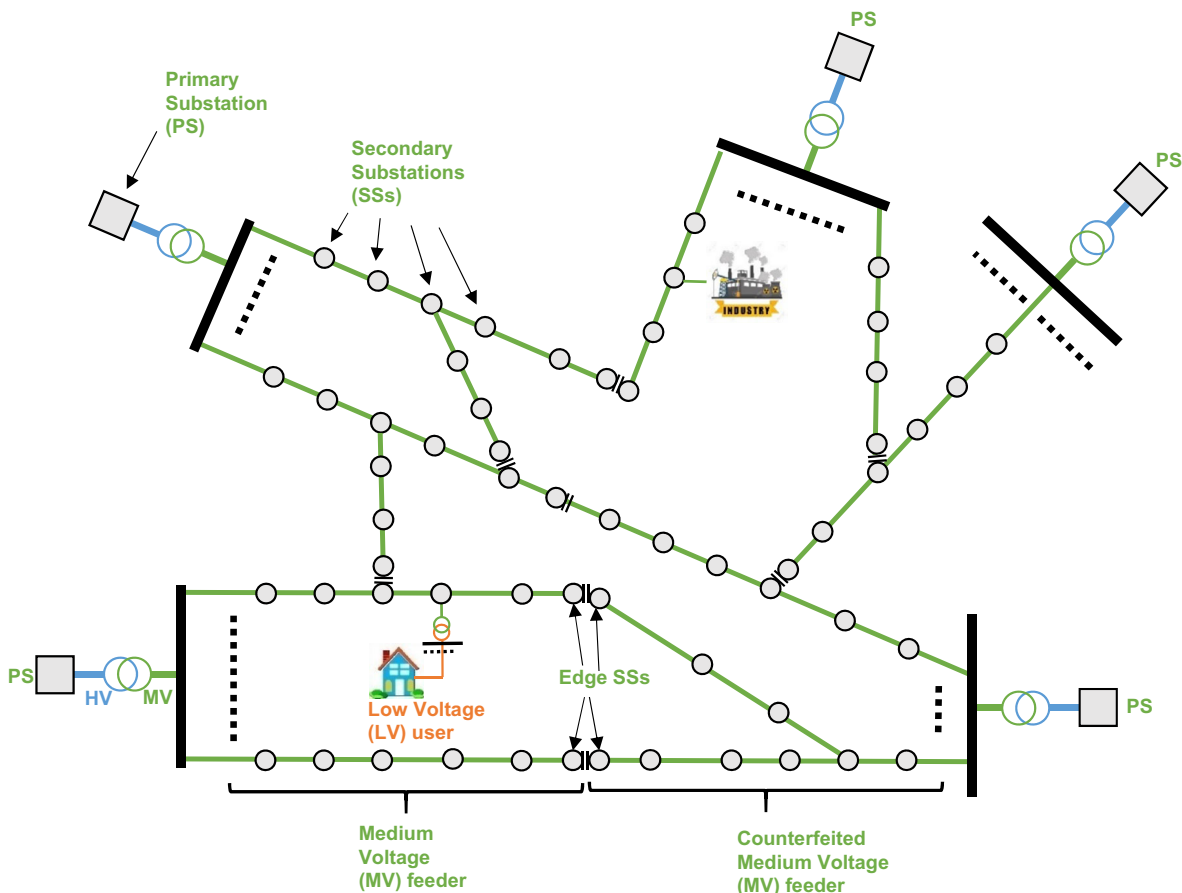 PS
Primary
Substation
(PS)
Secondary
Substations
(SSs)
PS
INDUSTRY
PS
HV
MV
Low Voltage
(LV) user
Edge SSs
PS
Medium
Voltage
(MV) feeder
Counterfeited
Medium Voltage
(MV) feeder